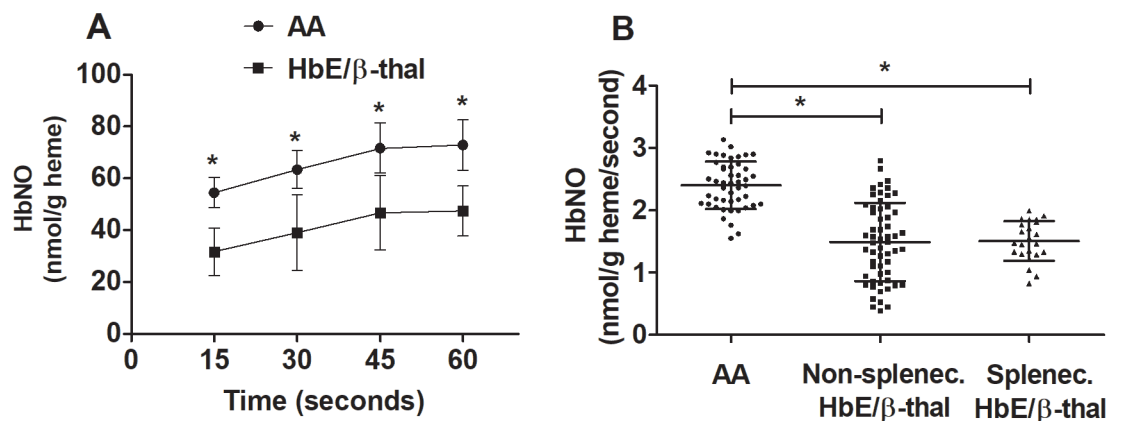 A
AA
HbE/β-thal
HbNO
(nmol/g heme)
100
80
60
40
20
0
* * * *
0 15 30 45 60
Time (seconds)
B
HbNO
(nmol/g heme/second)
4
3
2
1
0
*
*
AA Non-splenec. Splenec.
HbE/β-thal HbE/β-thal